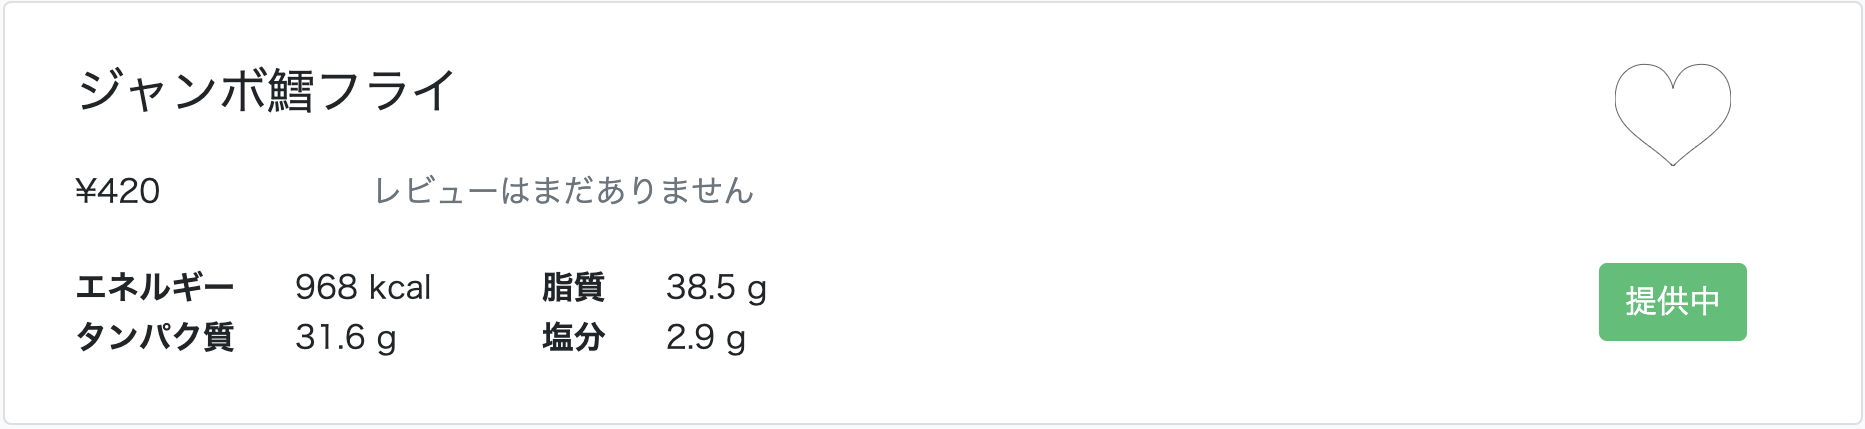 ジャンボ鱈フライ
¥420 レビューはまだありません
エネルギー 968 kcal 脂質 38.5 g
タンパク質 31.6 g 塩分 2.9 g
提供中